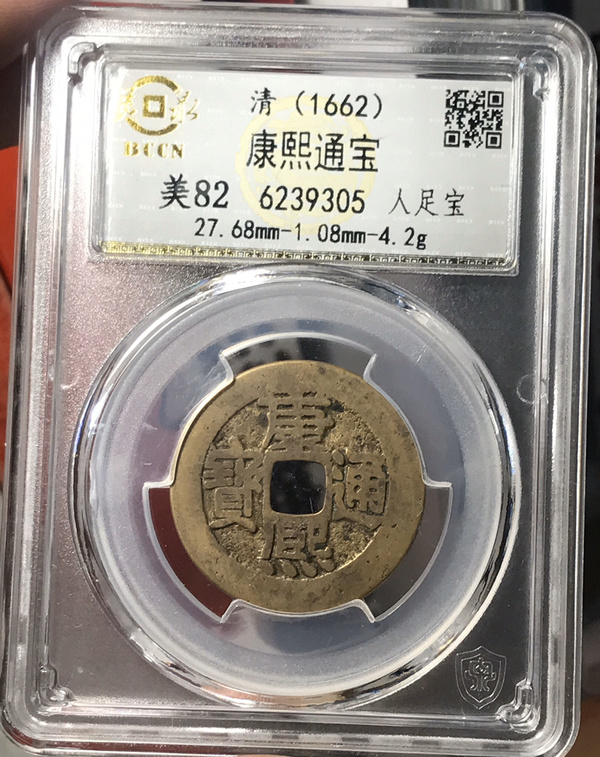 清（1662）
BCCN
康熙通宝
美82 6239305 人足宝
27.68mm-1.08mm-4.2g
康
寶 通
熙